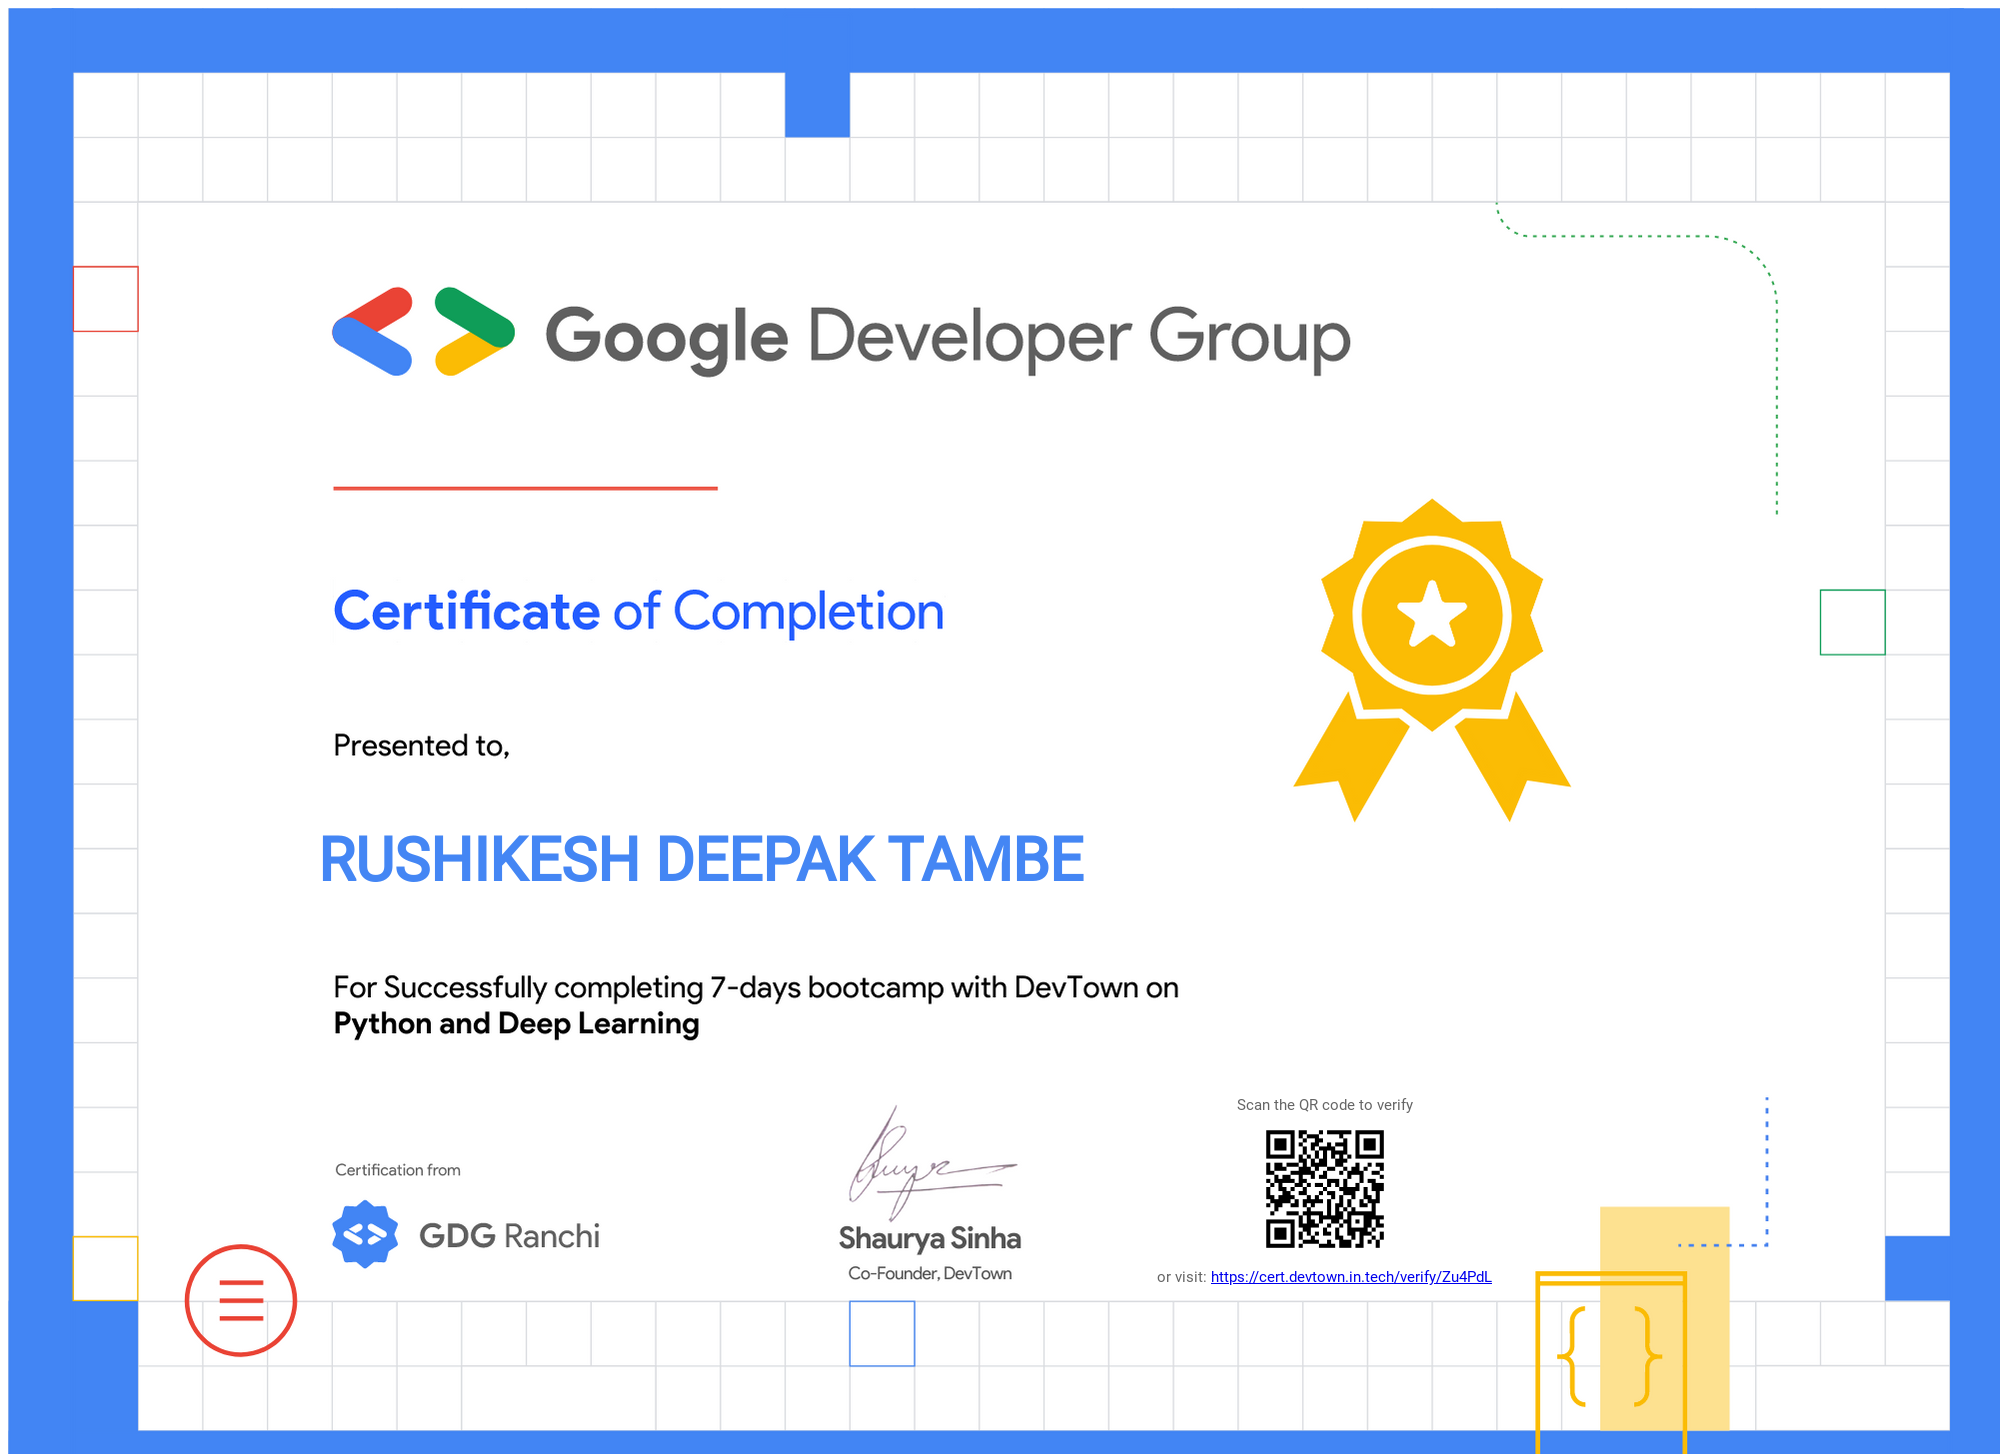 Google Developer Group
Certificate of Completion
Presented to,
RUSHIKESH DEEPAK TAMBE
For Successfully completing 7-days bootcamp with DevTown on
Python and Deep Learning
Certification from
GDG Ranchi
Shaurya Sinha
Co-Founder, DevTown
Scan the QR code to verify
or visit: https://cert.devtown.in.tech/verify/Zu4PdL
{ }